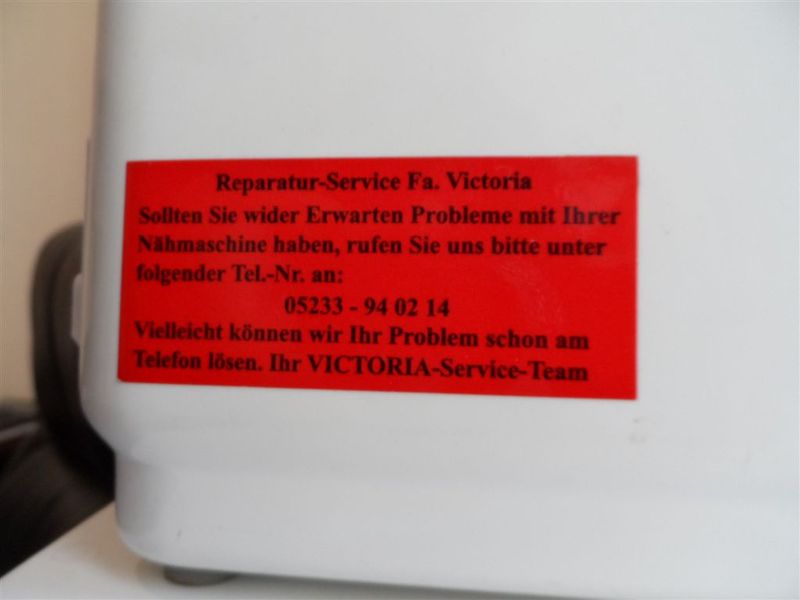 Reparatur-Service Fa. Victoria
Sollten Sie wider Erwarten Probleme mit Ihrer
Nähmaschine haben, rufen Sie uns bitte unter
folgender Tel.-Nr. an:
05233 - 94 02 14
Vielleicht können wir Ihr Problem schon am
Telefon lösen. Ihr VICTORIA-Service-Team